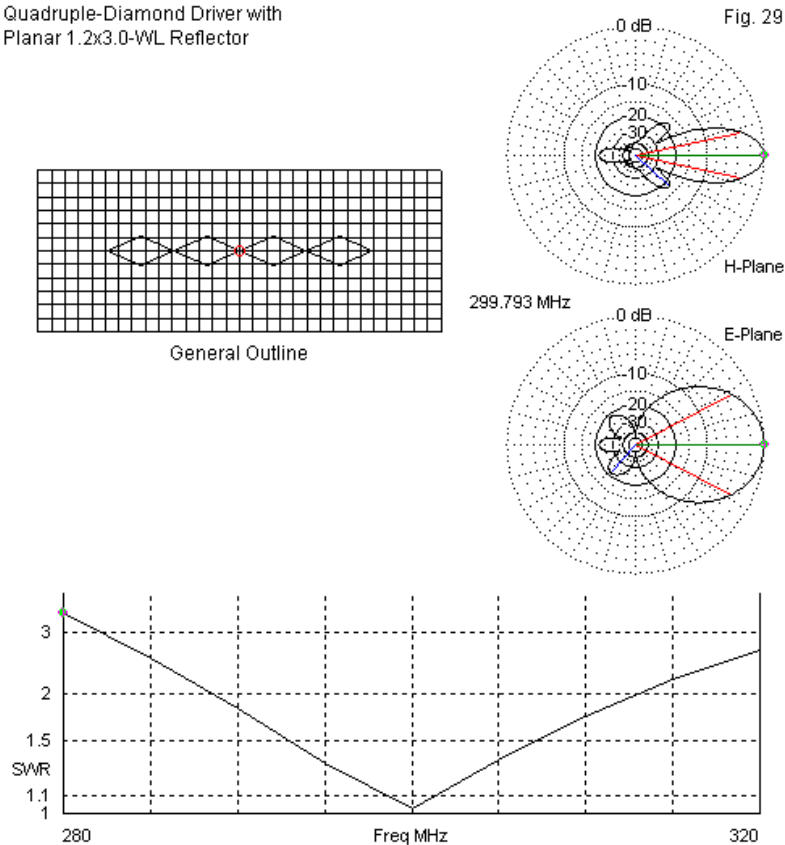 Quadruple-Diamond Driver with
Planar 1.2x3.0-WL Reflector
Fig. 29
0 dB
10
20
30
H-Plane
General Outline
299.793 MHz
0 dB
E-Plane
10
20
30
3
2
1.5
SWR
1.1
1
280
Freq MHz
320